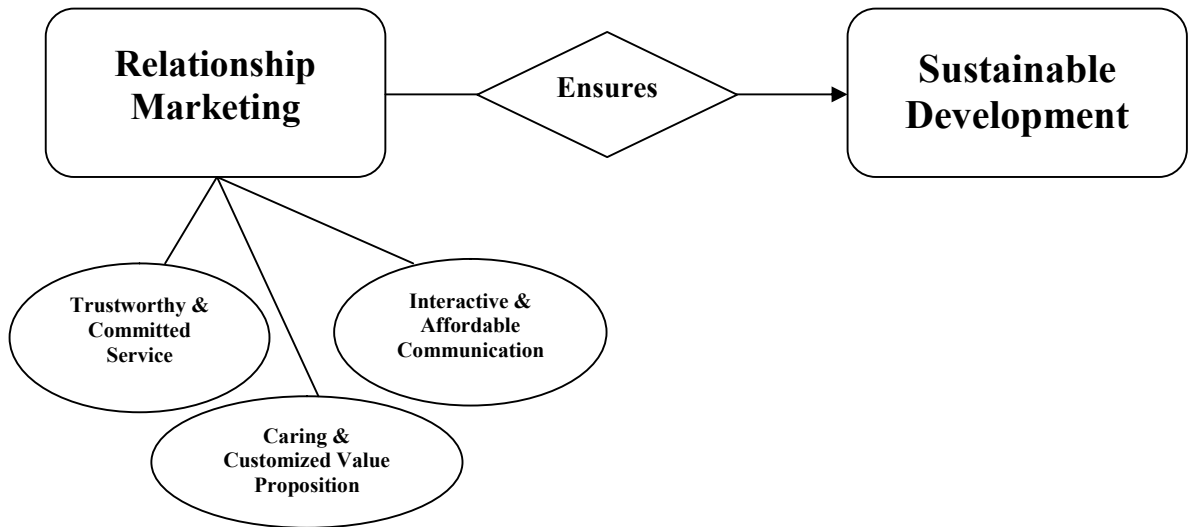 Relationship
Marketing
Ensures
Sustainable
Development
Trustworthy &
Committed
Service
Interactive &
Affordable
Communication
Caring &
Customized Value
Proposition